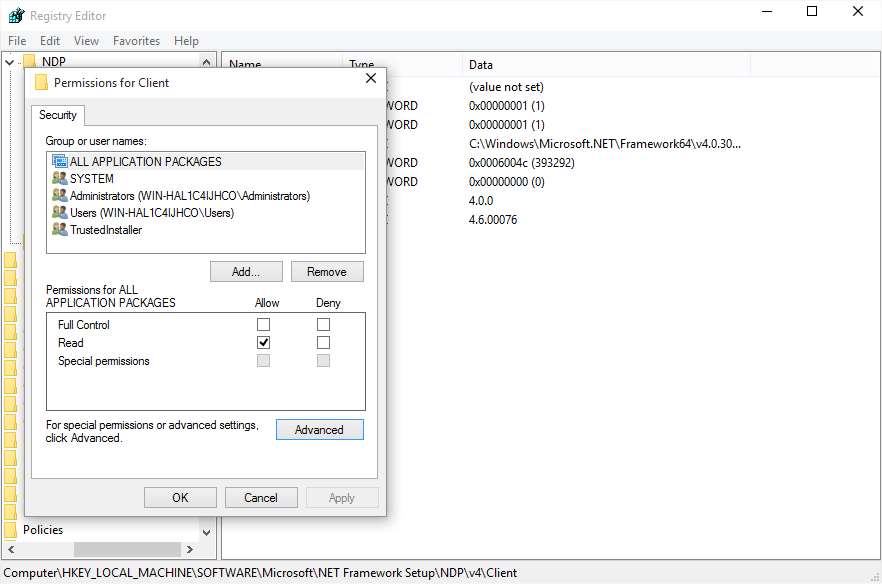 Registry Editor
File Edit View Favorites Help
NDP
Name Type Data
(value not set)
WORD 0x00000001 (1)
WORD 0x00000001 (1)
C:\Windows\Microsoft.NET\Framework64\v4.0.30...
WORD 0x0006004c (393292)
WORD 0x00000000 (0)
4.0.0
4.6.00076
Permissions for Client
Security
Group or user names:
ALL APPLICATION PACKAGES
SYSTEM
Administrators (WIN-HAL1C4IJHCO\Administrators)
Users (WIN-HAL1C4IJHCO\Users)
TrustedInstaller
Add... Remove
Permissions for ALL
APPLICATION PACKAGES Allow Deny
Full Control
Read
Special permissions
For special permissions or advanced settings,
click Advanced.
Advanced
OK Cancel Apply
Policies
Computer\HKEY_LOCAL_MACHINE\SOFTWARE\Microsoft\NET Framework Setup\NDP\v4\Client